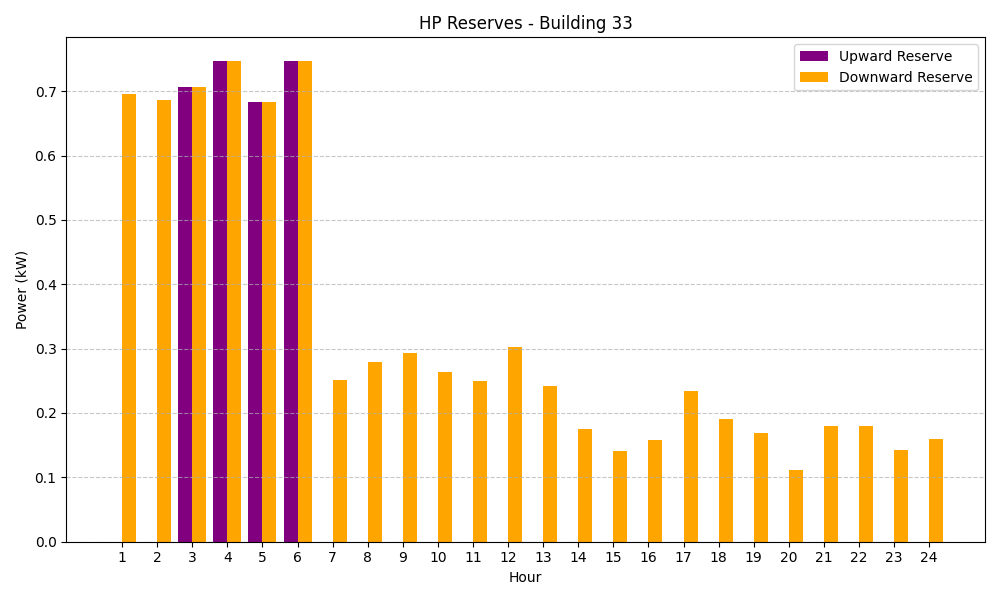 HP Reserves - Building 33
Upward Reserve
Downward Reserve
Power (kW)
0.7
0.6
0.5
0.4
0.3
0.2
0.1
0.0
1 2 3 4 5 6 7 8 9 10 11 12 13 14 15 16 17 18 19 20 21 22 23 24
Hour